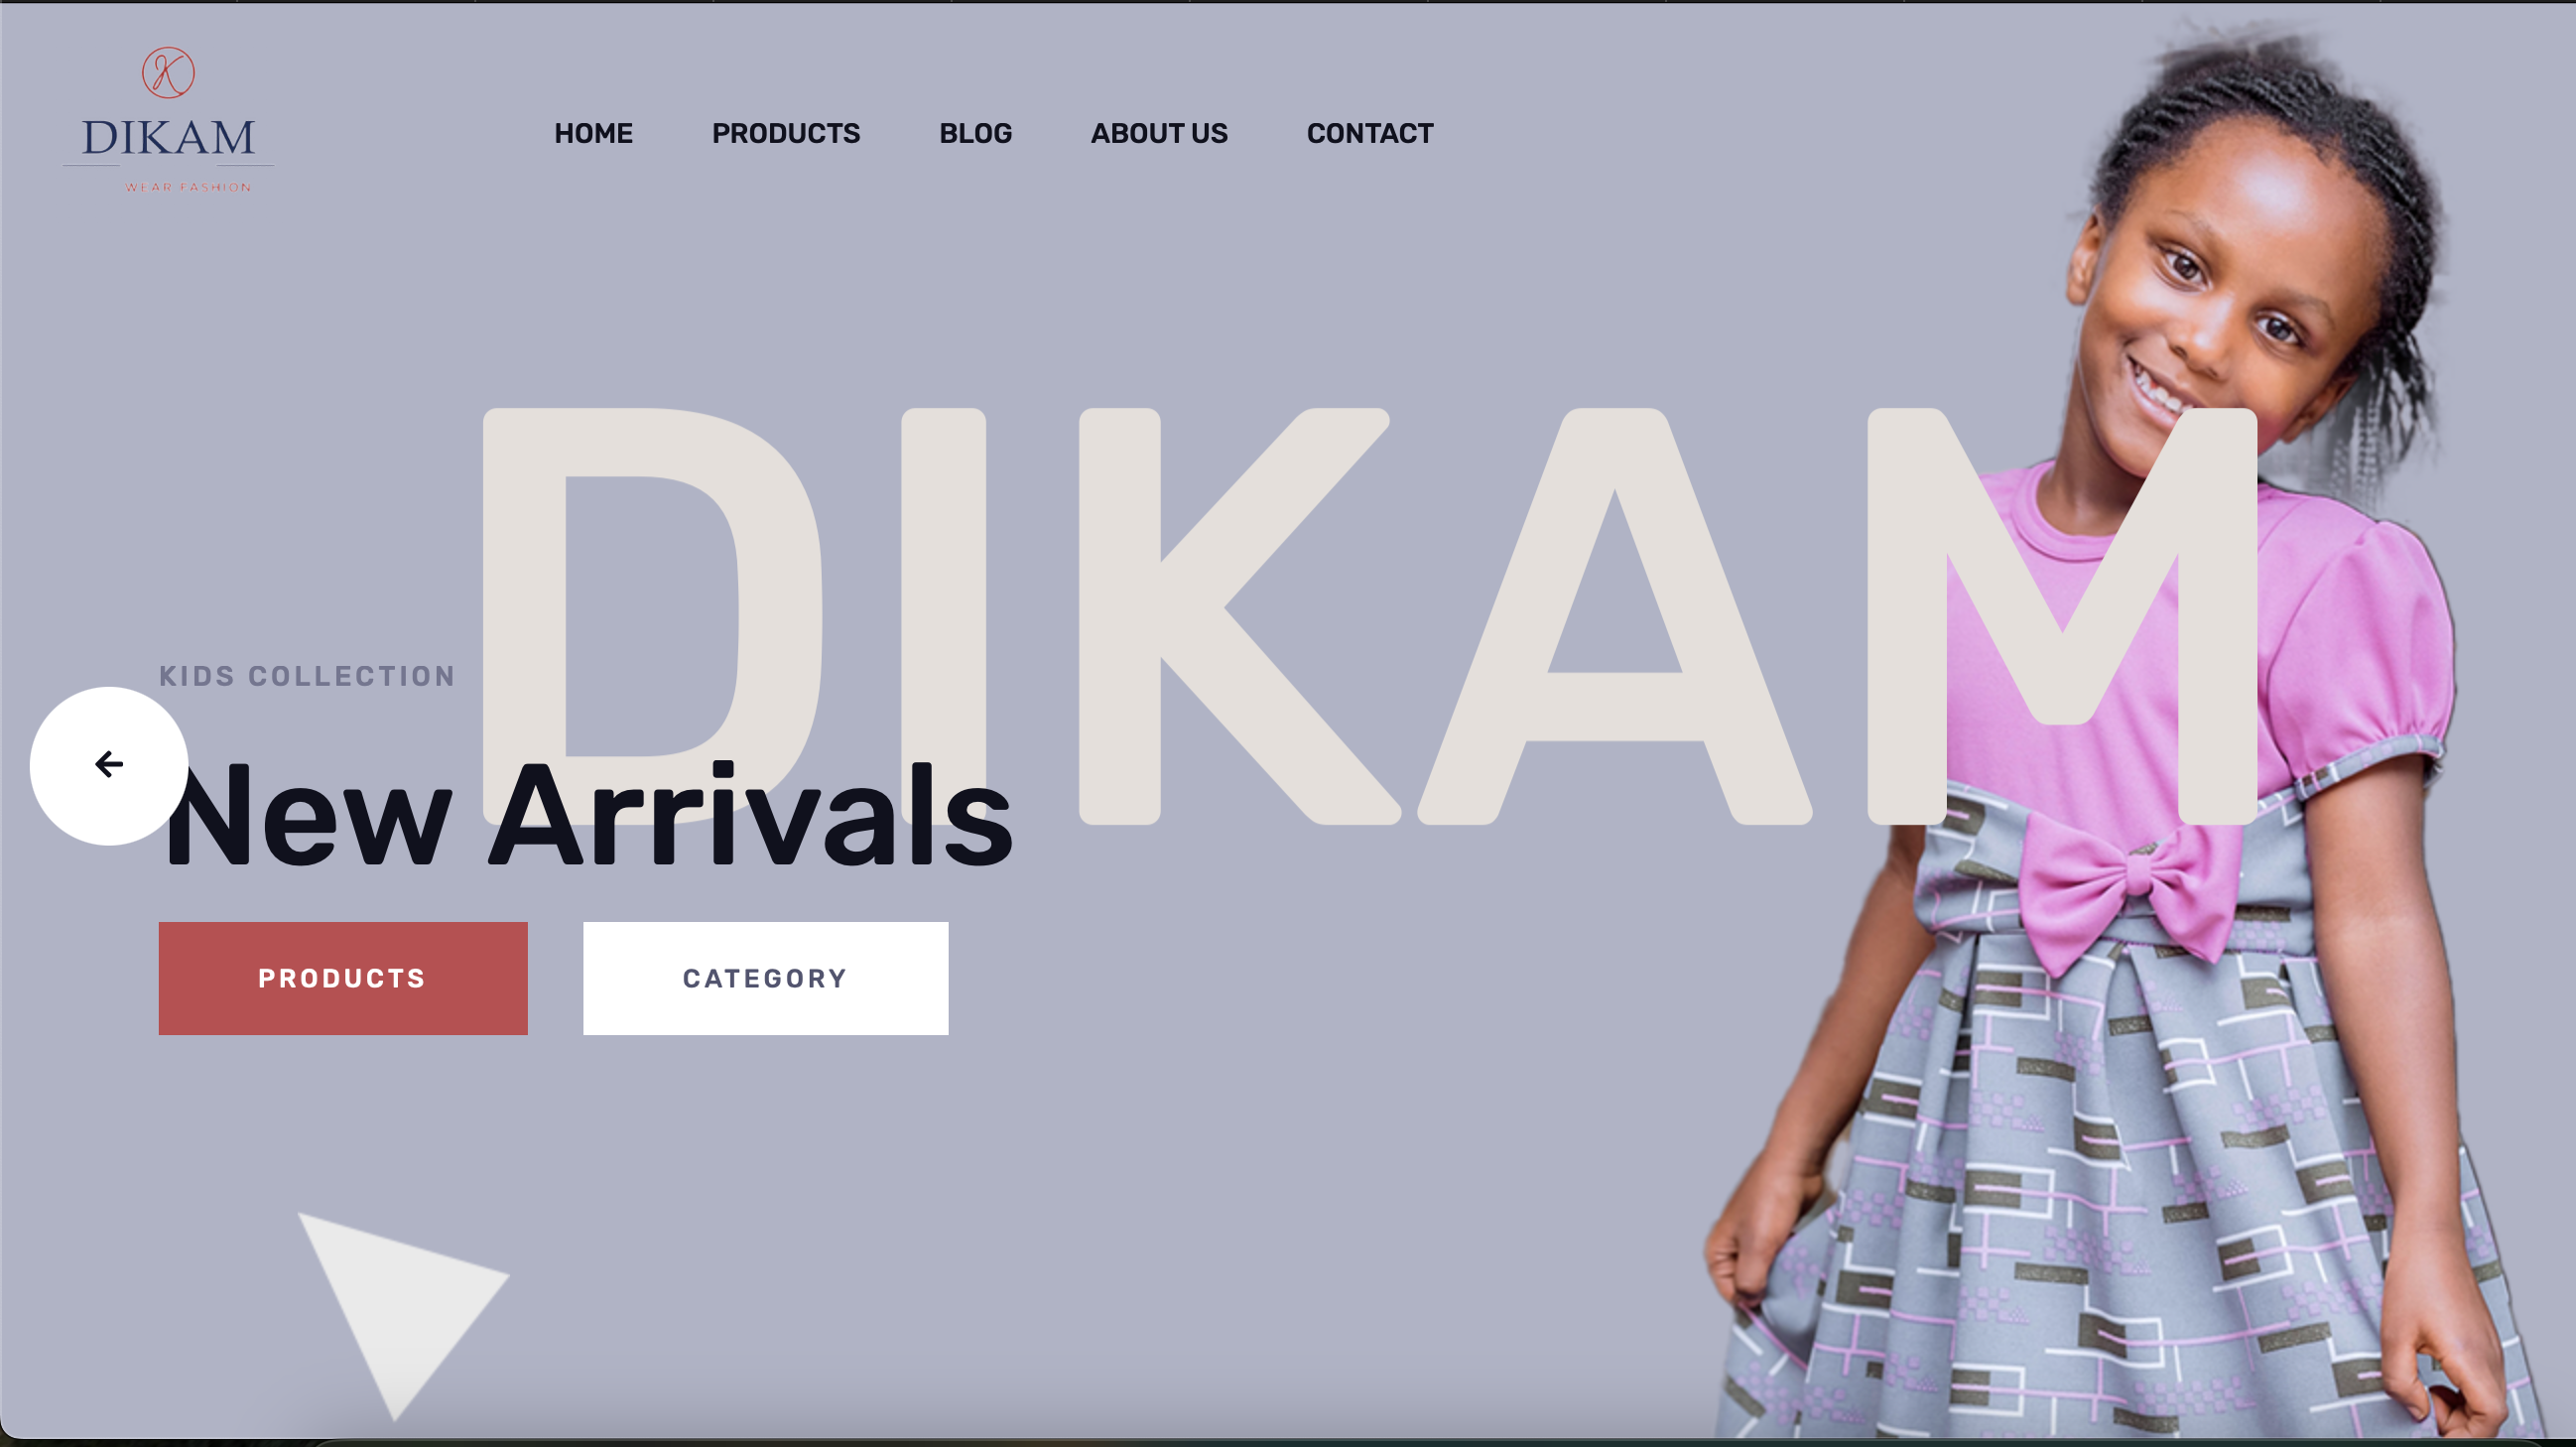 K
DIKAM
WEAR FASHION
HOME PRODUCTS BLOG ABOUT US CONTACT
DIKAM
KIDS COLLECTION
New Arrivals
PRODUCTS CATEGORY